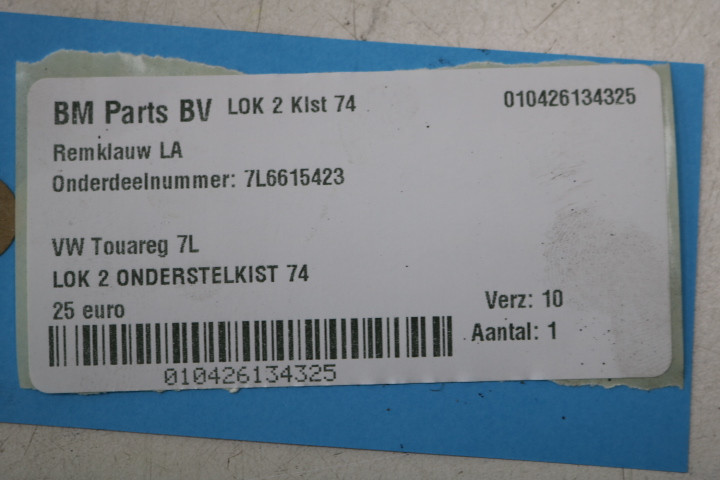 BM Parts BV LOK 2 KIst 74 010426134325
Remklauw LA
Onderdeelnummer: 7L6615423
VW Touareg 7L
LOK 2 ONDERSTELKIST 74
25 euro
Verz: 10
Aantal: 1
010426134325